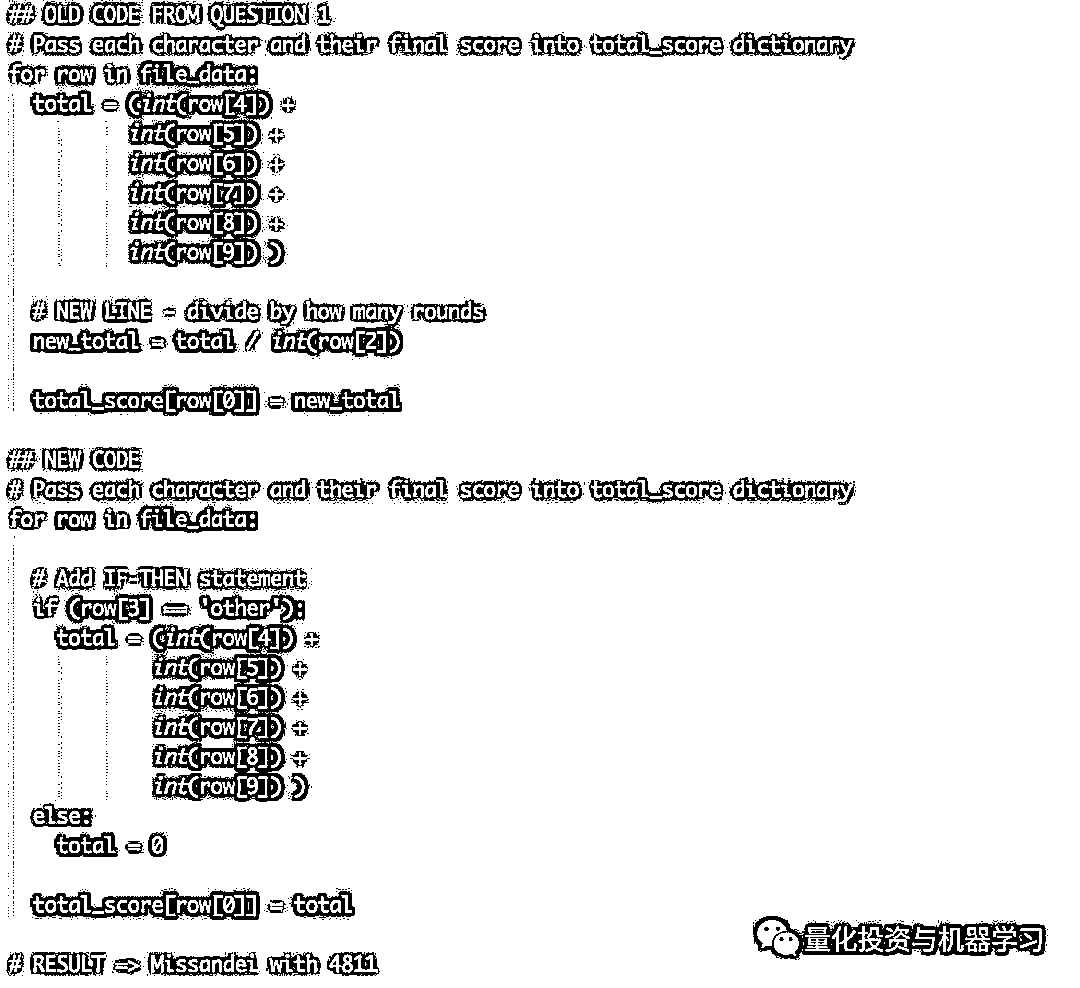 ## OLD CODE FROM QUESTION 1
# Pass each character and their final score into total_score dictionary
for row in file_data:
total = (int(row[4]) +
int(row[5]) +
int(row[6]) +
int(row[7]) +
int(row[8]) +
int(row[9]) )
# NEW LINE - divide by how many rounds
new_total = total / int(row[2])
total_score[row[0]] = new_total
## NEW CODE
# Pass each character and their final score into total_score dictionary
for row in file_data:
# Add IF-THEN statement
if (row[3] == 'other'):
total = (int(row[4]) +
int(row[5]) +
int(row[6]) +
int(row[7]) +
int(row[8]) +
int(row[9]) )
else:
total = 0
total_score[row[0]] = total
# RESULT => Missandei with 4811
量化投资与机器学习